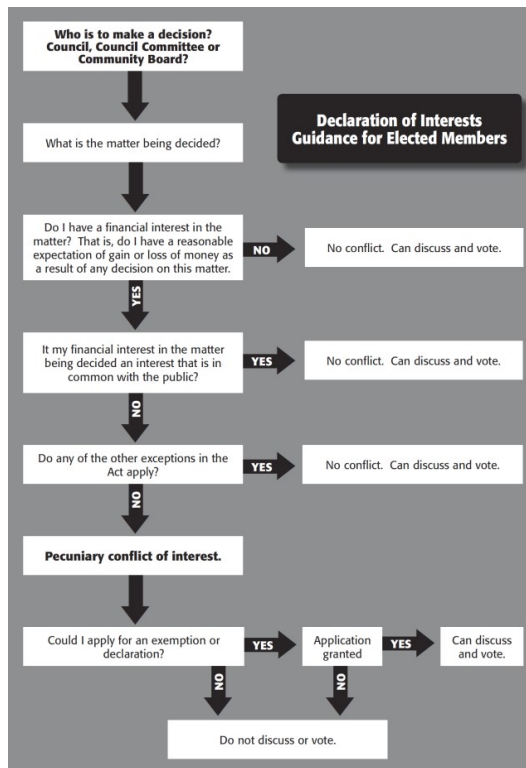 Who is to make a decision?
Council, Council Committee or
Community Board?
Declaration of Interests
Guidance for Elected Members
What is the matter being decided?
Do I have a financial interest in the
matter? That is, do I have a reasonable
expectation of gain or loss of money as
a result of any decision on this matter.
NO
No conflict. Can discuss and vote.
YES
It my financial interest in the matter
being decided an interest that is in
common with the public?
YES
No conflict. Can discuss and vote.
NO
Do any of the other exceptions in the
Act apply?
YES
No conflict. Can discuss and vote.
NO
Pecuniary conflict of interest.
Could I apply for an exemption or
declaration?
YES
Application
granted
YES
Can discuss
and vote.
NO
NO
Do not discuss or vote.